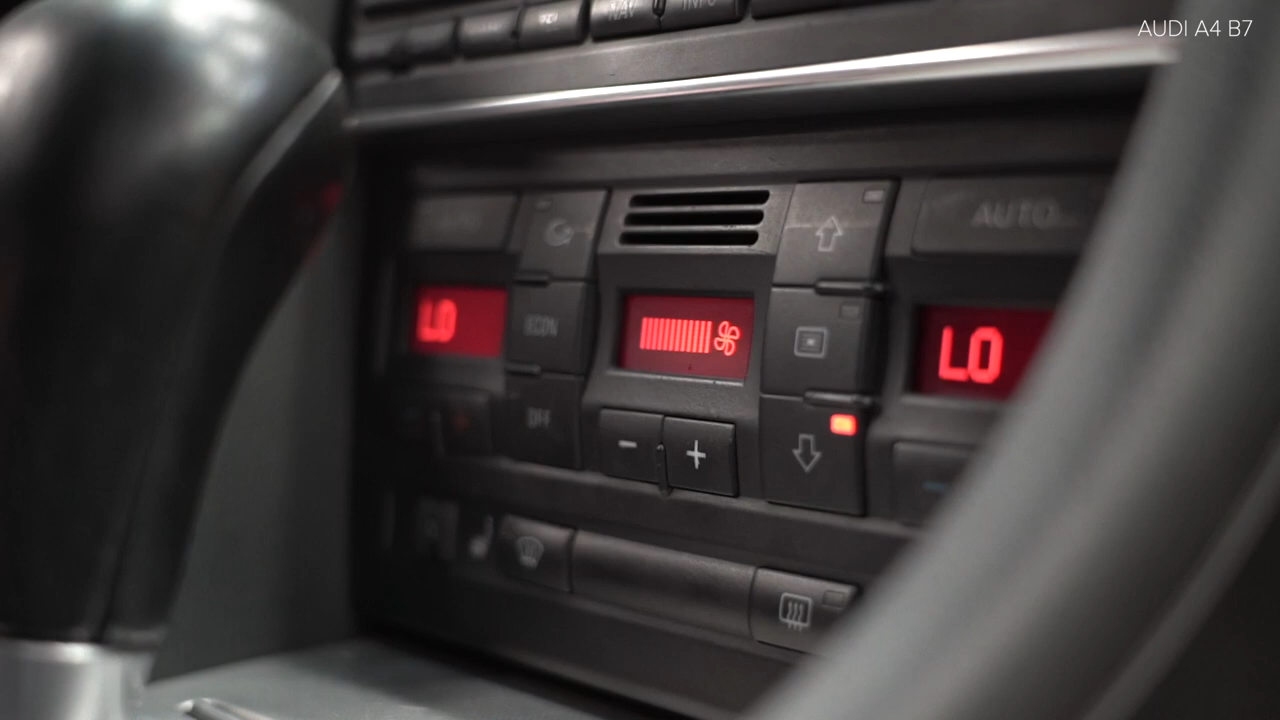 AUDI A4 B7
NAV INFO
AUTO
LO
ECON
LO
OFF
- +